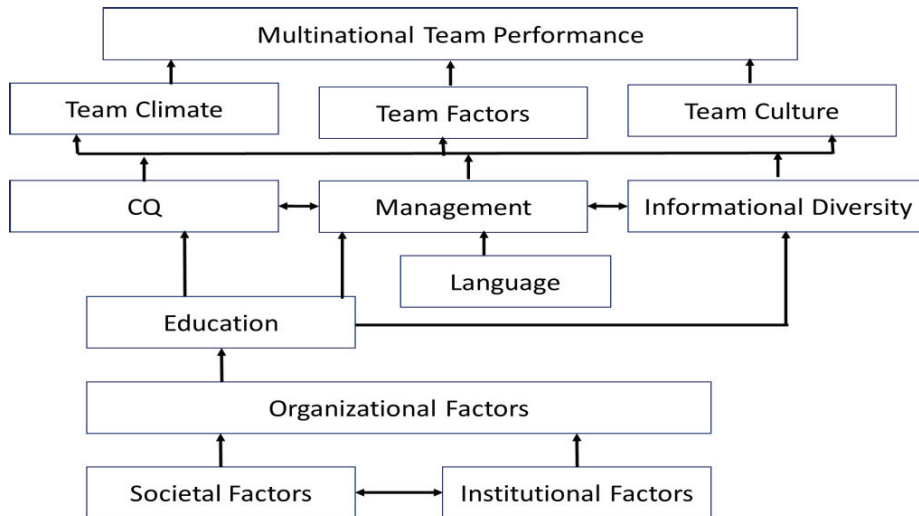 Multinational Team Performance
Team Climate
Team Factors
Team Culture
CQ
Management
Informational Diversity
Language
Education
Organizational Factors
Societal Factors
Institutional Factors